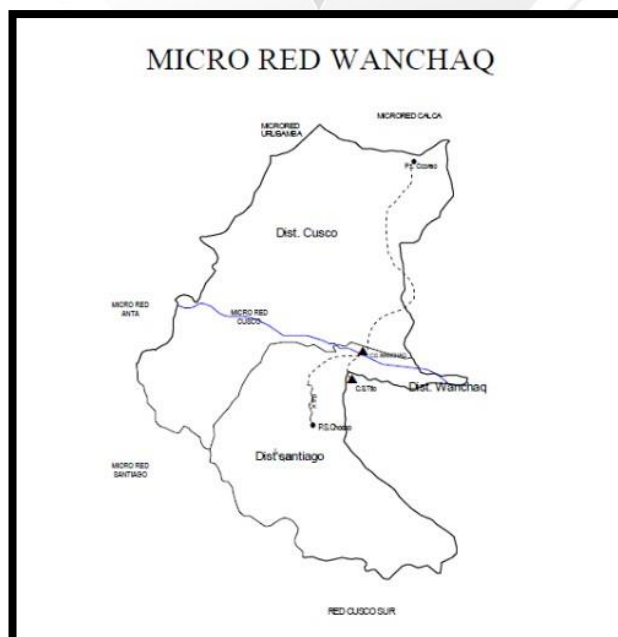 MICRO RED WANCHAQ
MICRORED CALCA
MICRORED
URUBAMBA
Dist. Cusco
MICRO RED
ANTA
MICRO RED
CUSCO
C.S. WANCHAQ
Dist. Wanchaq
C.S.Tito
Dist santiago
MICRO RED
SANTIAGO
RED CUSCO SUR